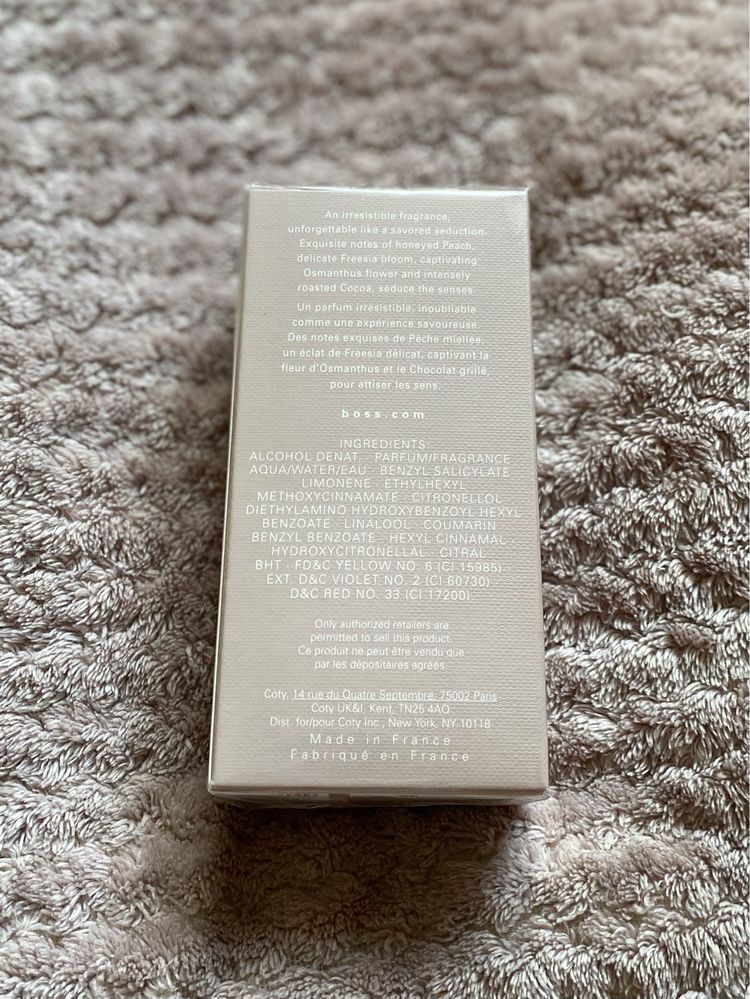 An irresistible fragrance,
unforgettable like a savored seduction.
Exquisite notes of honeyed Peach,
delicate Freesia bloom, captivating
Osmanthus flower and intensely
roasted Cocoa, seduce the senses.
Un parfum irrésistible, inoubliable
comme une expérience savoureuse.
Des notes exquises de Pêche miellée,
un éclat de Freesia délicat, captivant la
fleur d'Osmanthus et le Chocolat grillé,
pour attiser les sens.
boss.com
INGREDIENTS:
ALCOHOL DENAT. · PARFUM/FRAGRANCE
AQUA/WATER/EAU · BENZYL SALICYLATE
LIMONENE · ETHYLHEXYL
METHOXYCINNAMATE · CITRONELLOL
DIETHYLAMINO HYDROXYBENZOYL HEXYL
BENZOATE · LINALOOL · COUMARIN
BENZYL BENZOATE · HEXYL CINNAMAL
HYDROXYCITRONELLAL · CITRAL
BHT · FD&C YELLOW NO. 6 (CI 15985)
EXT. D&C VIOLET NO. 2 (CI 60730)
D&C RED NO. 33 (CI 17200).
Only authorized retailers are
permitted to sell this product.
Ce produit ne peut être vendu que
par les dépositaires agréés.
Coty, 14 rue du Quatre Septembre, 75002 Paris
Coty UK&I, Kent, TN25 4AQ.
Dist. for/pour Coty Inc., New York, NY 10118
Made in France
Fabriqué en France